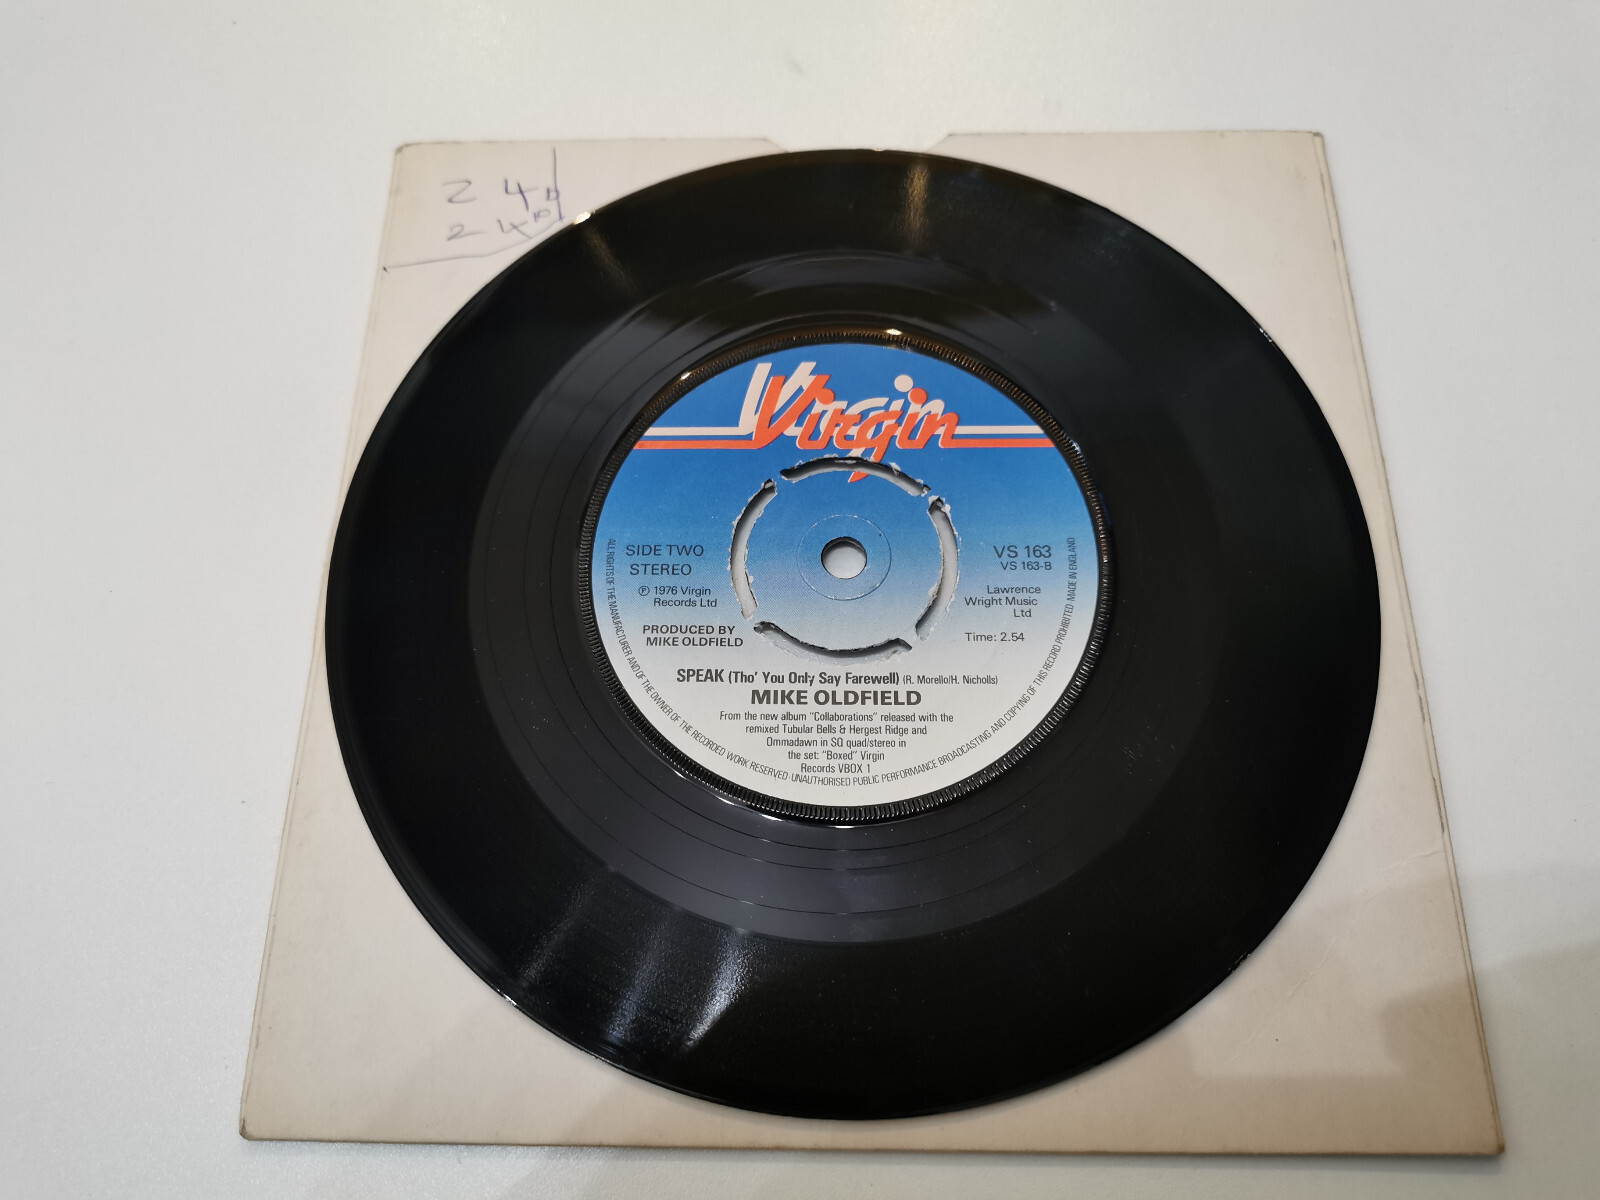 Z 4D
2 4D
Virgin
SIDE TWO
STEREO
℗ 1976 Virgin
Records Ltd
PRODUCED BY
MIKE OLDFIELD
VS 163
VS 163-B
Lawrence
Wright Music
Ltd
Time: 2.54
SPEAK (Tho' You Only Say Farewell) (R. Morello/H. Nicholls)
MIKE OLDFIELD
From the new album "Collaborations" released with the
remixed Tubular Bells & Hergest Ridge and
Ommadawn in SQ quad/stereo in
the set: "Boxed" Virgin
Records VBOX 1
ALL RIGHTS OF THE MANUFACTURER AND OF THE OWNER OF THE RECORDED WORK RESERVED · UNAUTHORISED PUBLIC PERFORMANCE BROADCASTING AND COPYING OF THIS RECORD PROHIBITED MADE IN ENGLAND